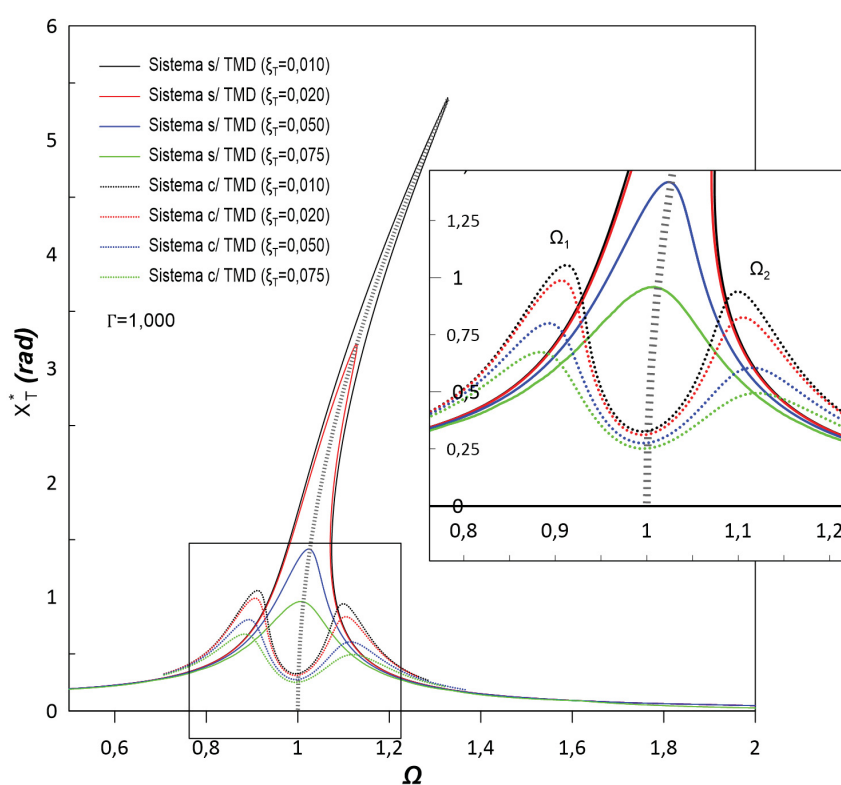 6
5
4
3
2
1
0
X*T (rad)
Sistema s/ TMD (ξT=0,010)
Sistema s/ TMD (ξT=0,020)
Sistema s/ TMD (ξT=0,050)
Sistema s/ TMD (ξT=0,075)
Sistema c/ TMD (ξT=0,010)
Sistema c/ TMD (ξT=0,020)
Sistema c/ TMD (ξT=0,050)
Sistema c/ TMD (ξT=0,075)
Γ=1,000
1,25
1
0,75
0,5
0,25
0
Ω1
Ω2
0,8 0,9 1 1,1 1,2
0,6 0,8 1 1,2 1,4 1,6 1,8 2
Ω